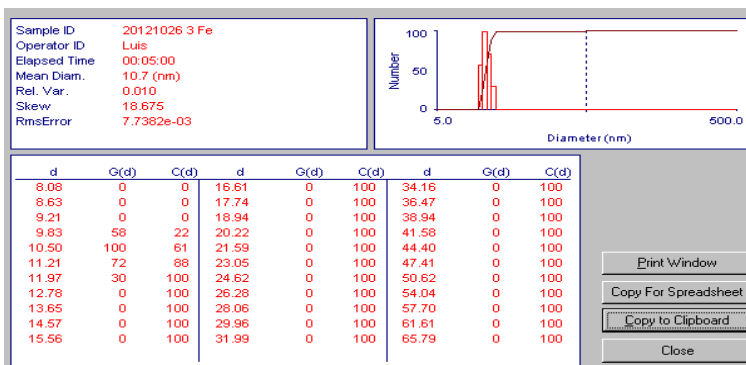 Sample ID 20121026 3 Fe
Operator ID Luis
Elapsed Time 00:05:00
Mean Diam. 10.7 (nm)
Rel. Var. 0.010
Skew 18.675
RmsError 7.7382e-03
Number
100
50
0
5.0 500.0
Diameter (nm)
d G(d) C(d) d G(d) C(d) d G(d) C(d)
8.08 0 0 16.61 0 100 34.16 0 100
8.63 0 0 17.74 0 100 36.47 0 100
9.21 0 0 18.94 0 100 38.94 0 100
9.83 58 22 20.22 0 100 41.58 0 100
10.50 100 61 21.59 0 100 44.40 0 100
11.21 72 88 23.05 0 100 47.41 0 100
11.97 30 100 24.62 0 100 50.62 0 100
12.78 0 100 26.28 0 100 54.04 0 100
13.65 0 100 28.06 0 100 57.70 0 100
14.57 0 100 29.96 0 100 61.61 0 100
15.56 0 100 31.99 0 100 65.79 0 100
Print Window
Copy For Spreadsheet
Copy to Clipboard
Close